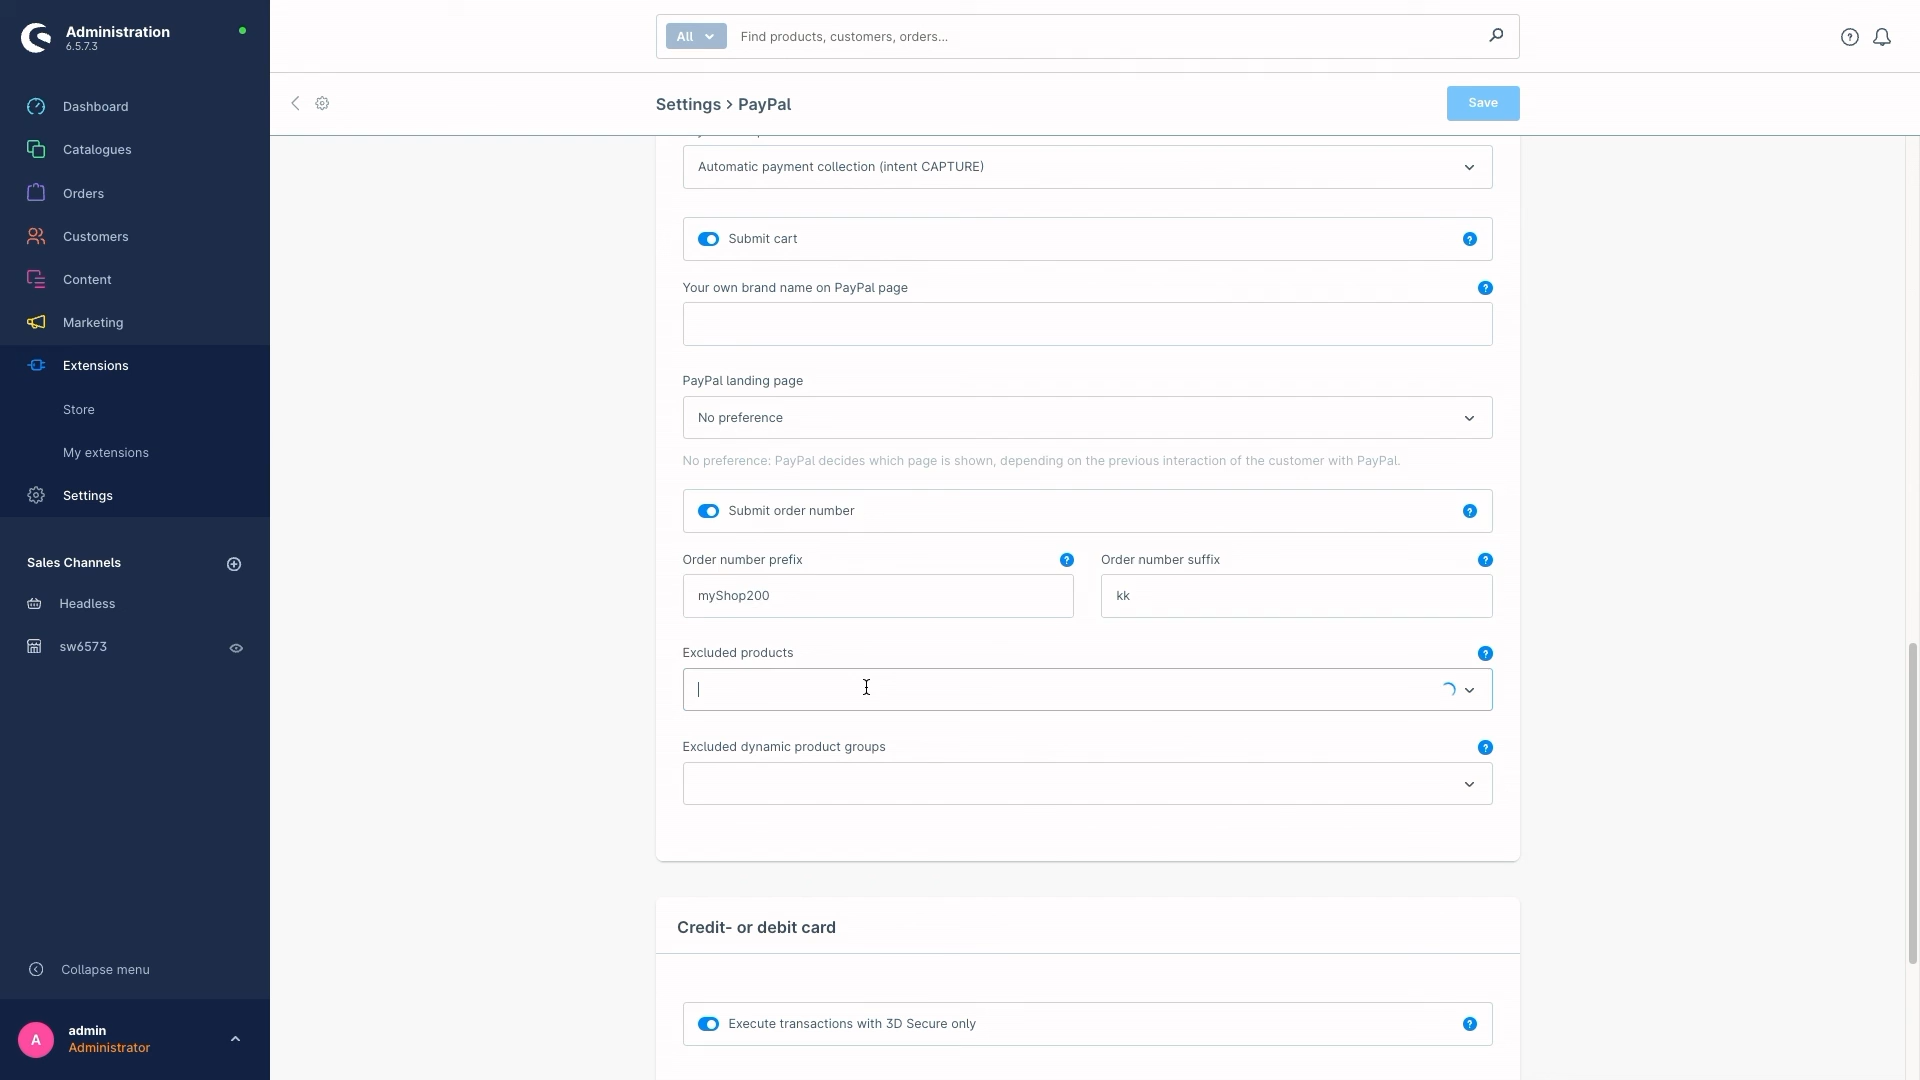 Administration
6.5.7.3
All
Find products, customers, orders...
Settings > PayPal
Save
Dashboard
Catalogues
Orders
Customers
Content
Marketing
Extensions
Store
My extensions
Settings
Sales Channels
Headless
sw6573
Collapse menu
A
admin
Administrator
Automatic payment collection (intent CAPTURE)
Submit cart
Your own brand name on PayPal page
PayPal landing page
No preference
No preference: PayPal decides which page is shown, depending on the previous interaction of the customer with PayPal.
Submit order number
Order number prefix
Order number suffix
myShop200
kk
Excluded products
Excluded dynamic product groups
Credit- or debit card
Execute transactions with 3D Secure only